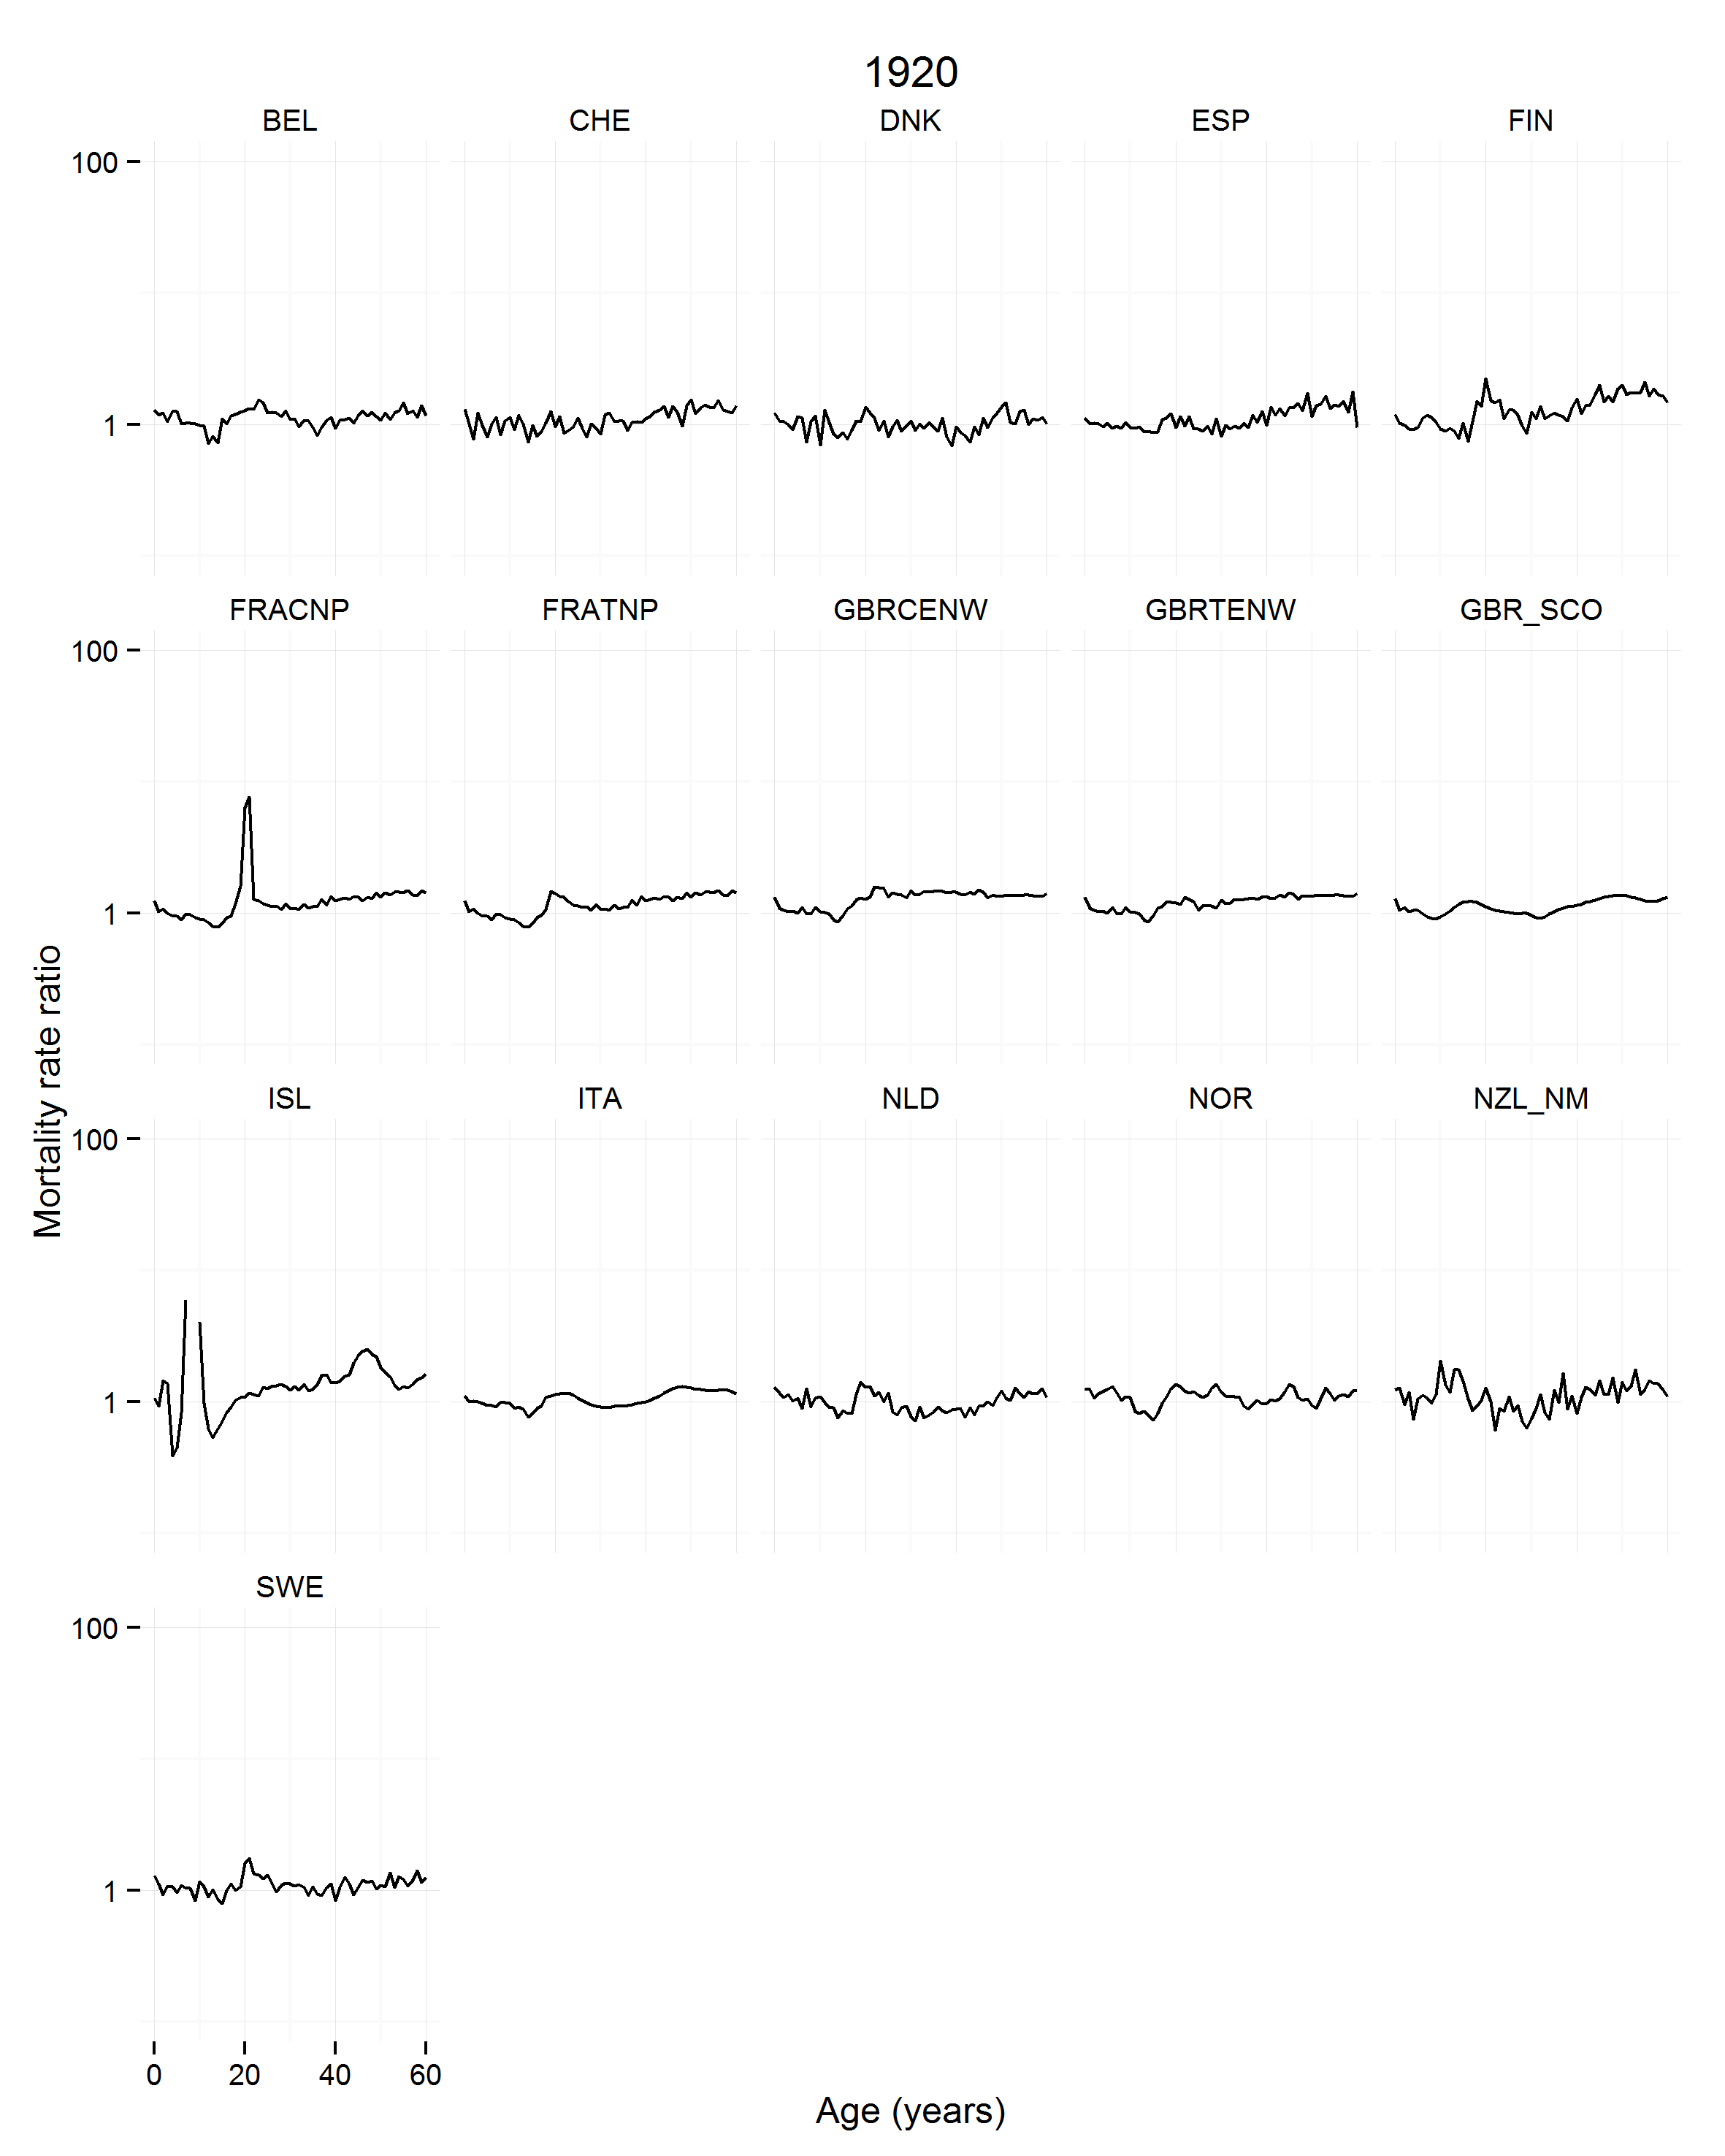 1920
BEL CHE DNK ESP FIN
100
1
FRACNP FRATNP GBRCENW GBRTENW GBR_SCO
100
1
Mortality rate ratio
ISL ITA NLD NOR NZL_NM
100
1
SWE
100
1
0 20 40 60
Age (years)